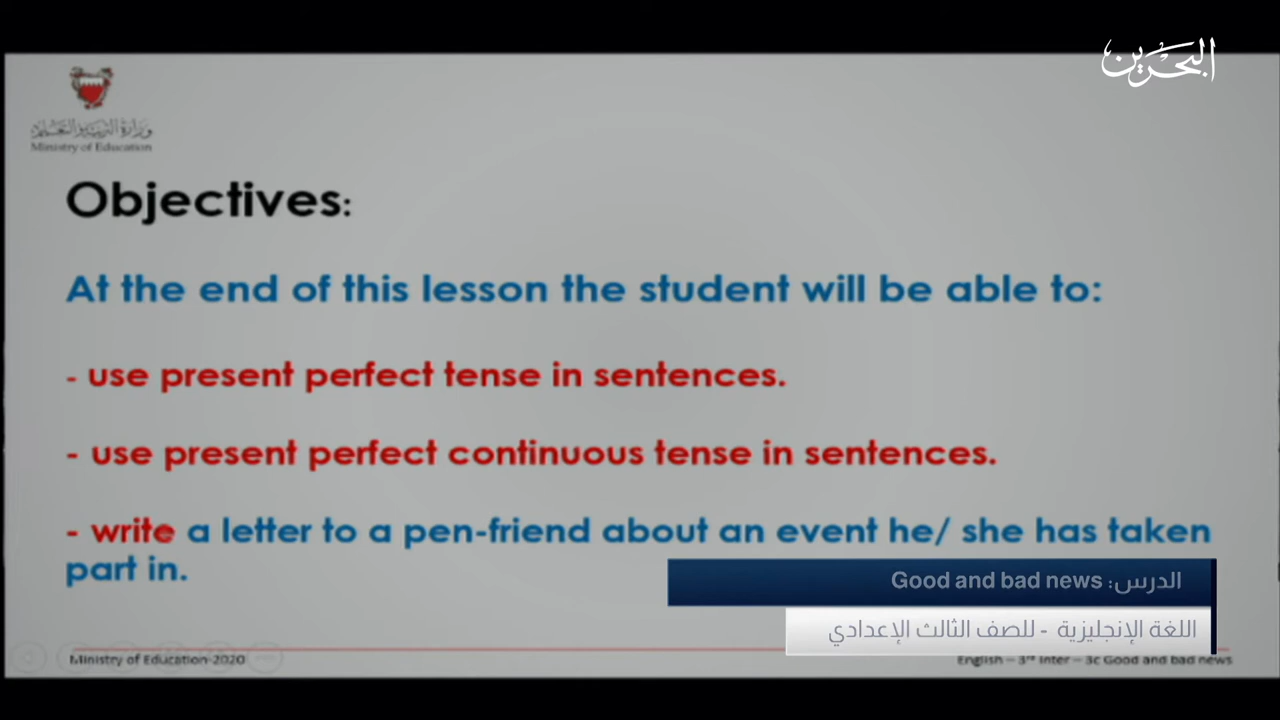 البحرين
وزارة التربية والتعليم
Ministry of Education
Objectives:
At the end of this lesson the student will be able to:
- use present perfect tense in sentences.
- use present perfect continuous tense in sentences.
- write a letter to a pen-friend about an event he/ she has taken
part in.
الدرس: Good and bad news
اللغة الإنجليزية - للصف الثالث الإعدادي
Ministry of Education-2020
English – 3rd Inter – 3c Good and bad news